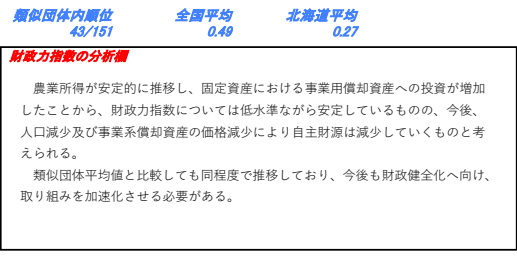 類似団体内順位 全国平均 北海道平均
43/151 0.49 0.27
財政力指数の分析欄
農業所得が安定的に推移し、固定資産における事業用償却資産への投資が増加
したことから、財政力指数については低水準ながら安定しているものの、今後、
人口減少及び事業系償却資産の価格減少により自主財源は減少していくものと考
えられる。
類似団体平均値と比較しても同程度で推移しており、今後も財政健全化へ向け、
取り組みを加速化させる必要がある。